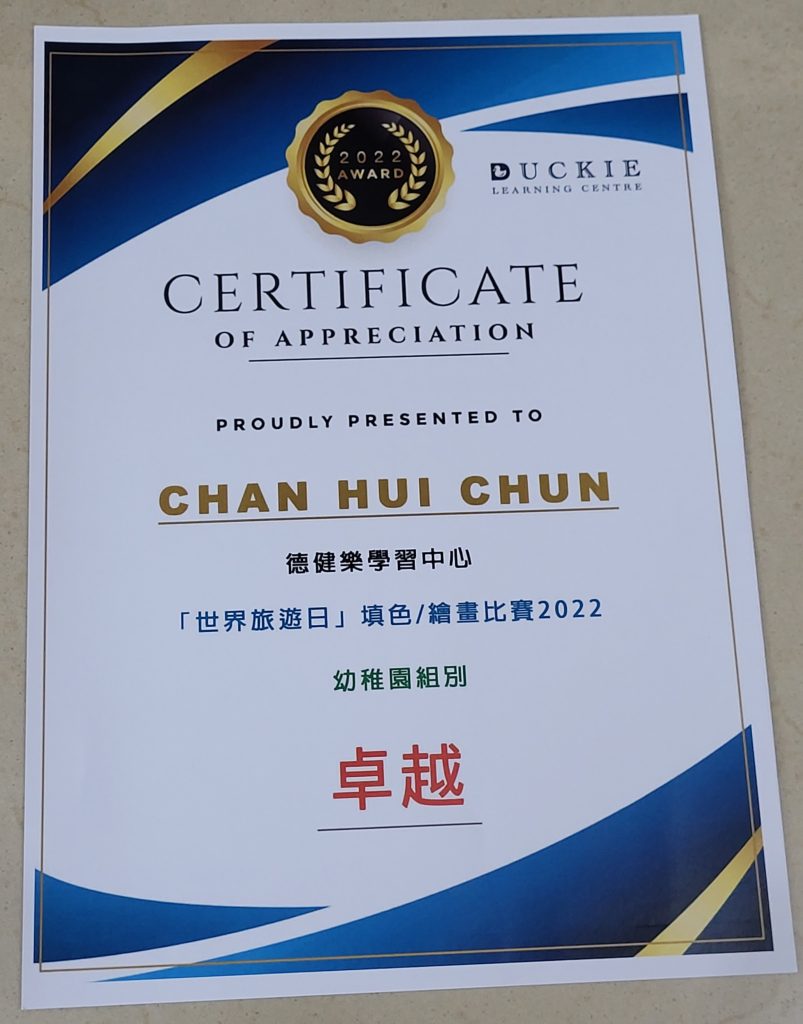 2022
AWARD
DUCKIE
LEARNING CENTRE
CERTIFICATE
OF APPRECIATION
PROUDLY PRESENTED TO
CHAN HUI CHUN
德健樂學習中心
「世界旅遊日」填色/繪畫比賽2022
幼稚園組別
卓越